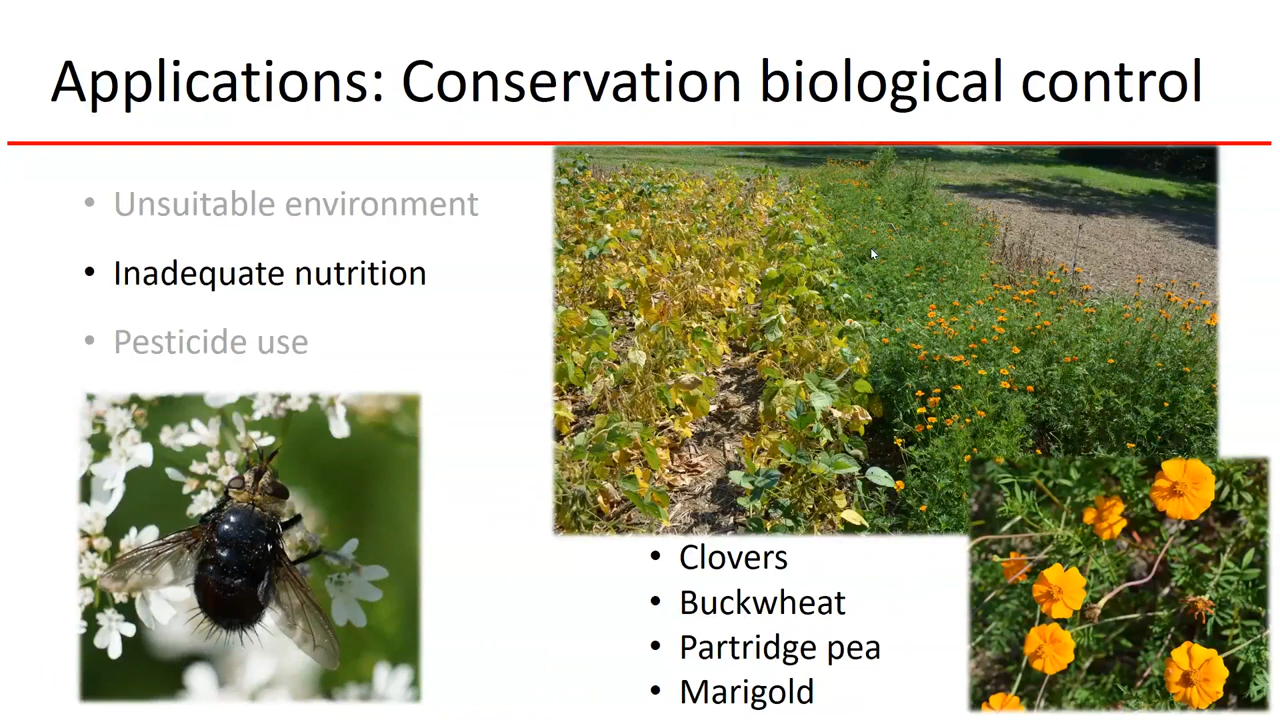 Applications: Conservation biological control
• Unsuitable environment
• Inadequate nutrition
• Pesticide use
• Clovers
• Buckwheat
• Partridge pea
• Marigold